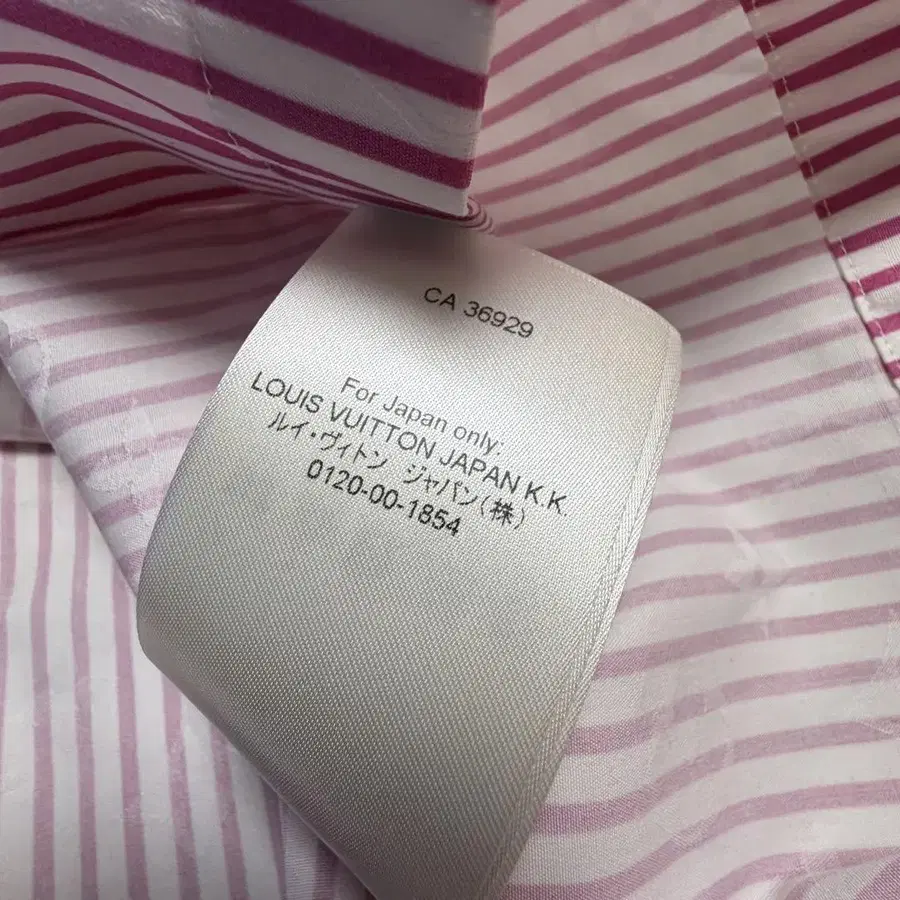 CA 36929
For Japan only:
LOUIS VUITTON JAPAN K.K.
ルイ・ヴィトン ジャパン(株)
0120-00-1854